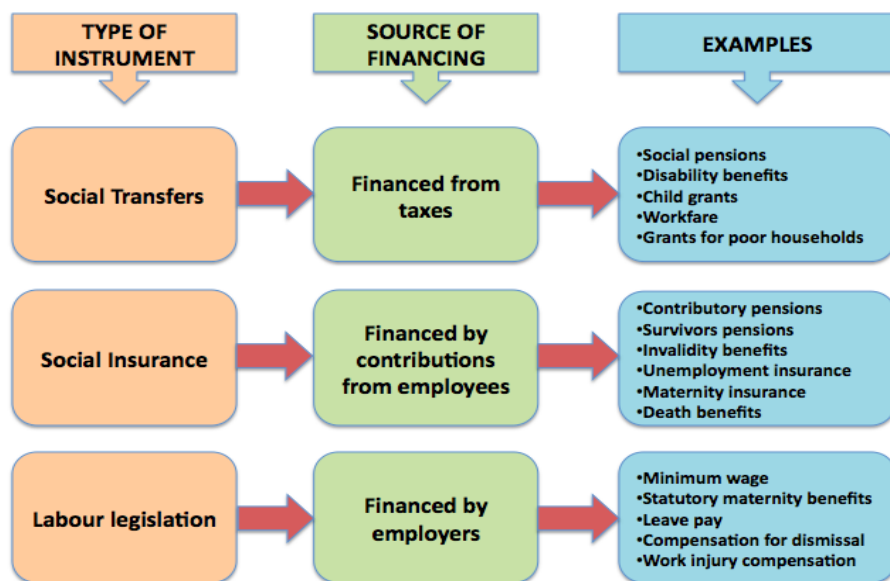 TYPE OF
INSTRUMENT
SOURCE OF
FINANCING
EXAMPLES
Social Transfers
Financed from
taxes
•Social pensions
•Disability benefits
•Child grants
•Workfare
•Grants for poor households
Social Insurance
Financed by
contributions
from employees
•Contributory pensions
•Survivors pensions
•Invalidity benefits
•Unemployment insurance
•Maternity insurance
•Death benefits
Labour legislation
Financed by
employers
•Minimum wage
•Statutory maternity benefits
•Leave pay
•Compensation for dismissal
•Work injury compensation